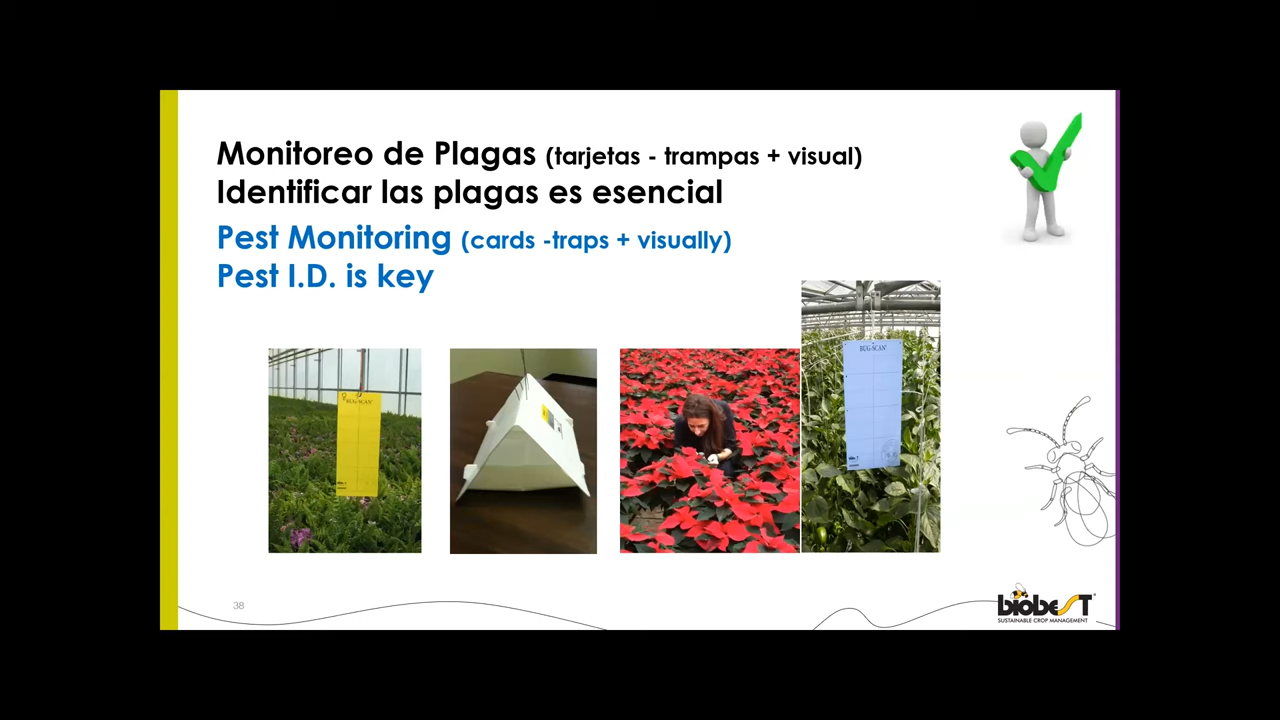 Monitoreo de Plagas (tarjetas - trampas + visual)
Identificar las plagas es esencial
Pest Monitoring (cards -traps + visually)
Pest I.D. is key
BUG-SCAN®
BUG-SCAN®
38
biobest®
SUSTAINABLE CROP MANAGEMENT